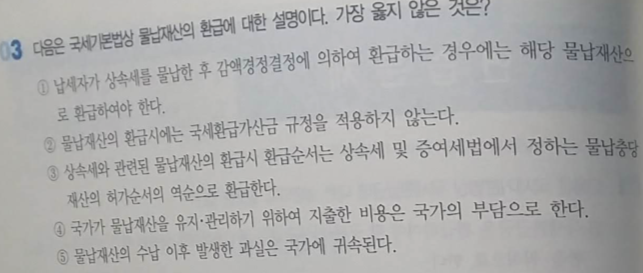 03 다음은 국세기본법상 물납재산의 환급에 대한 설명이다. 가장 옳지 않은 것은?
① 납세자가 상속세를 물납한 후 감액경정결정에 의하여 환급하는 경우에는 해당 물납재산으
로 환급하여야 한다.
② 물납재산의 환급시에는 국세환급가산금 규정을 적용하지 않는다.
③ 상속세와 관련된 물납재산의 환급시 환급순서는 상속세 및 증여세법에서 정하는 물납충당
재산의 허가순서의 역순으로 환급한다.
④ 국가가 물납재산을 유지·관리하기 위하여 지출한 비용은 국가의 부담으로 한다.
⑤ 물납재산의 수납 이후 발생한 과실은 국가에 귀속된다.